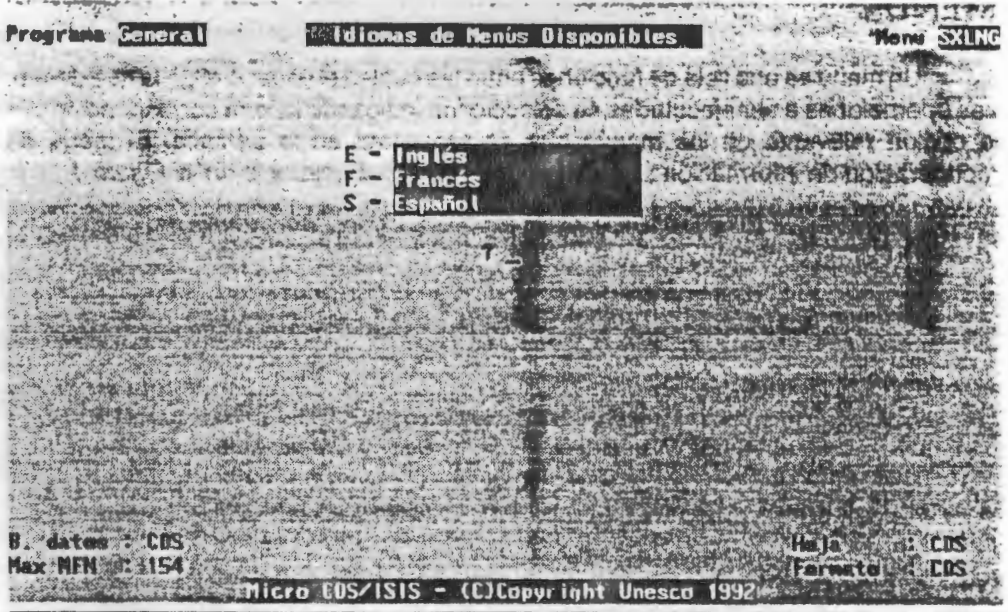 Programa General Idiomas de Menús Disponibles Menu SXLNG
E - Inglés
F - Francés
S - Español
?
B. datos : CDS Hoja : CDS
Max MFN : 154 Formato : CDS
Micro CDS/ISIS - (C)Copyright Unesco 1992